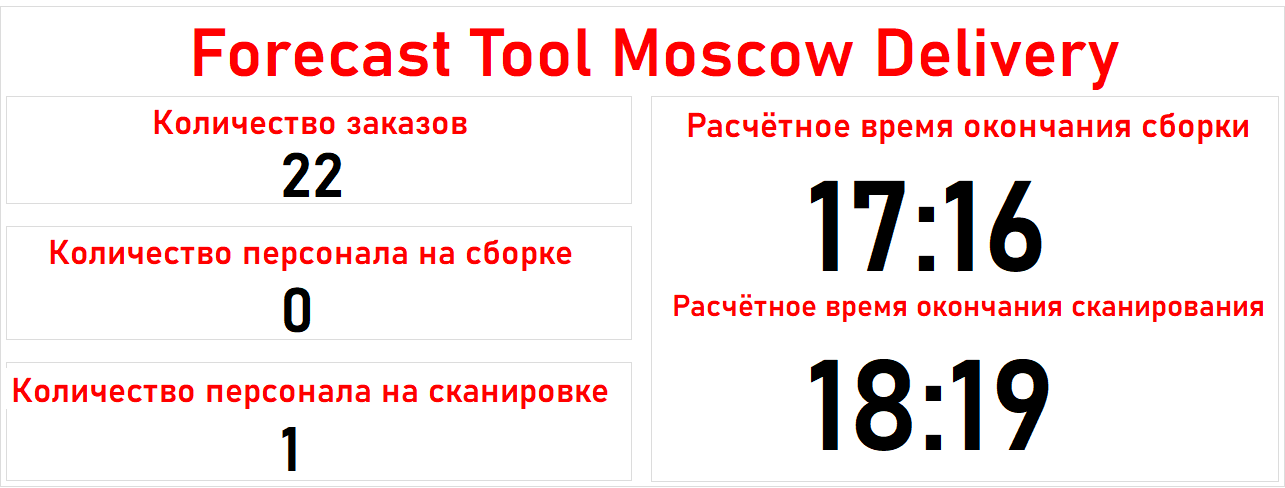 Forecast Tool Moscow Delivery
Количество заказов
22
Количество персонала на сборке
0
Количество персонала на сканировке
1
Расчётное время окончания сборки
17:16
Расчётное время окончания сканирования
18:19